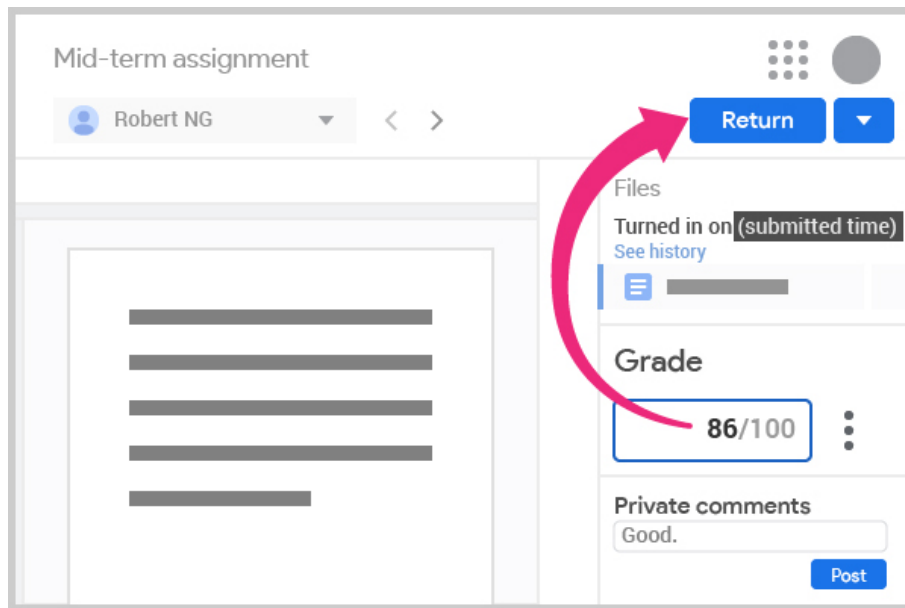 Mid-term assignment
Robert NG
Return
Files
Turned in on (submitted time)
See history
Grade
86/100
Private comments
Good.
Post